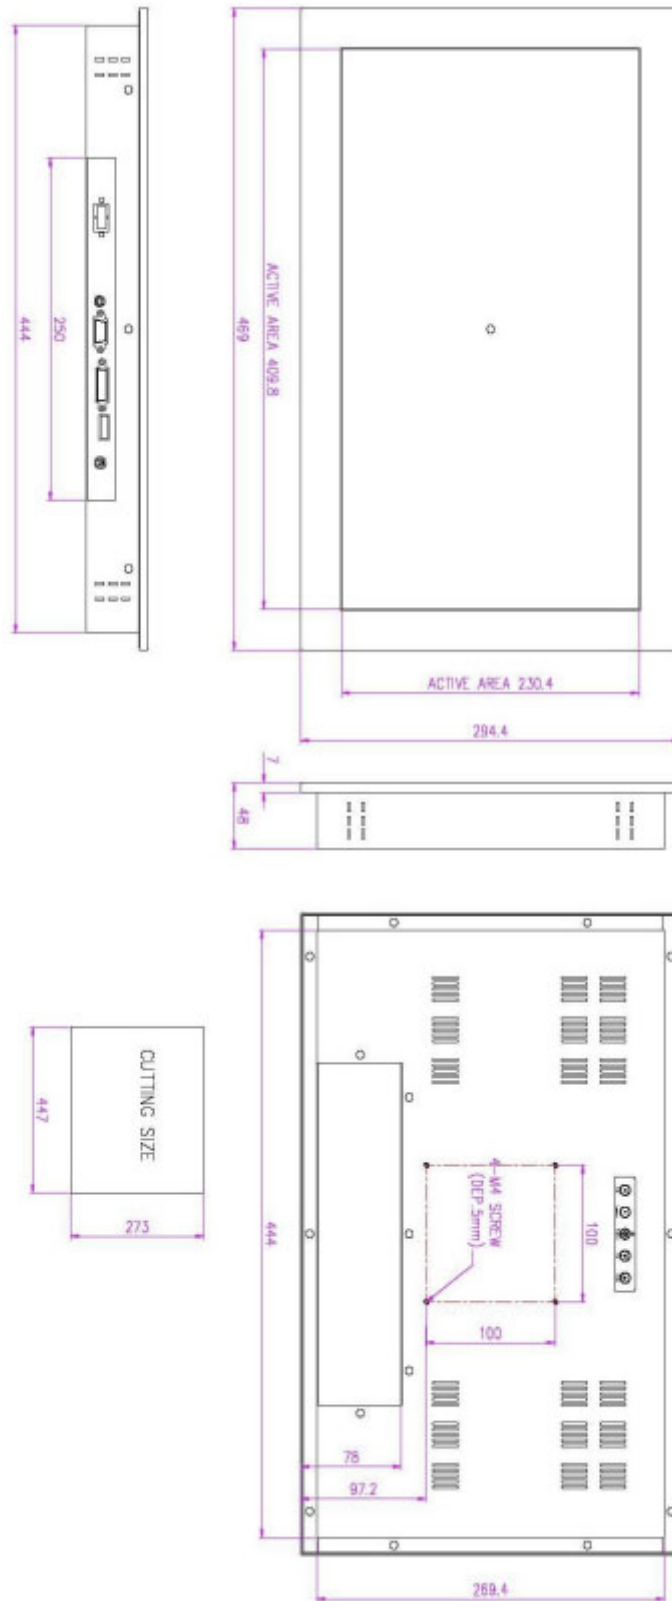 444
250
469
ACTIVE AREA 409.8
ACTIVE AREA 230.4
294.4
7
48
CUTTING SIZE
447
273
444
4-M4 SCREW
(DEP.5mm)
100
100
78
97.2
269.4